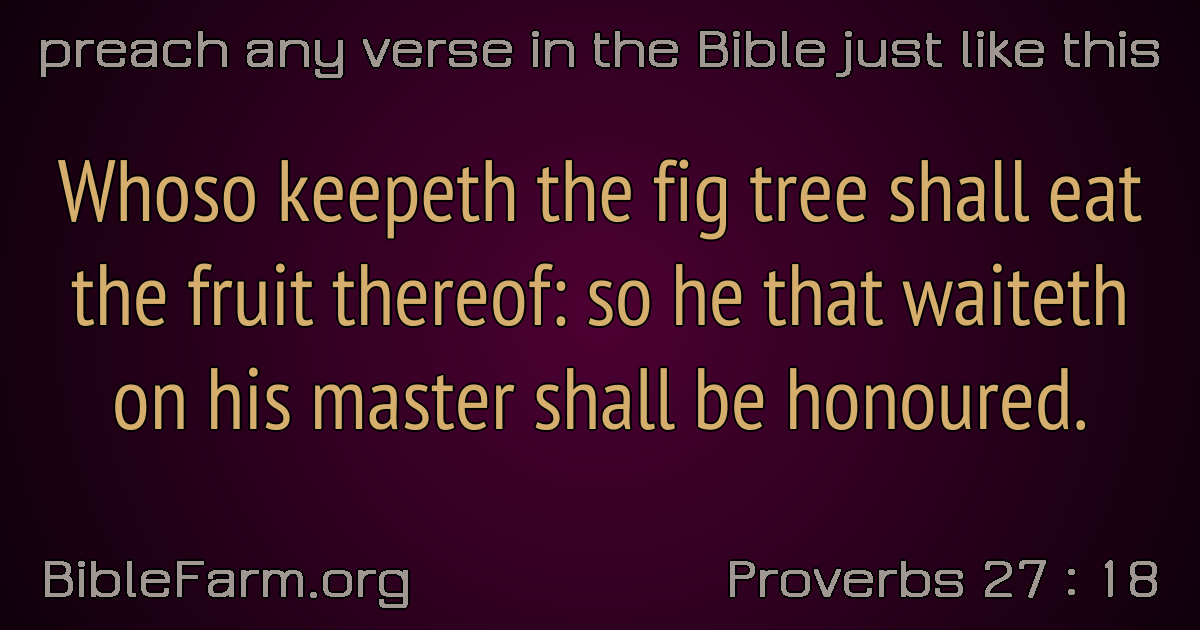 preach any verse in the Bible just like this
Whoso keepeth the fig tree shall eat
the fruit thereof: so he that waiteth
on his master shall be honoured.
BibleFarm.org
Proverbs 27 : 18